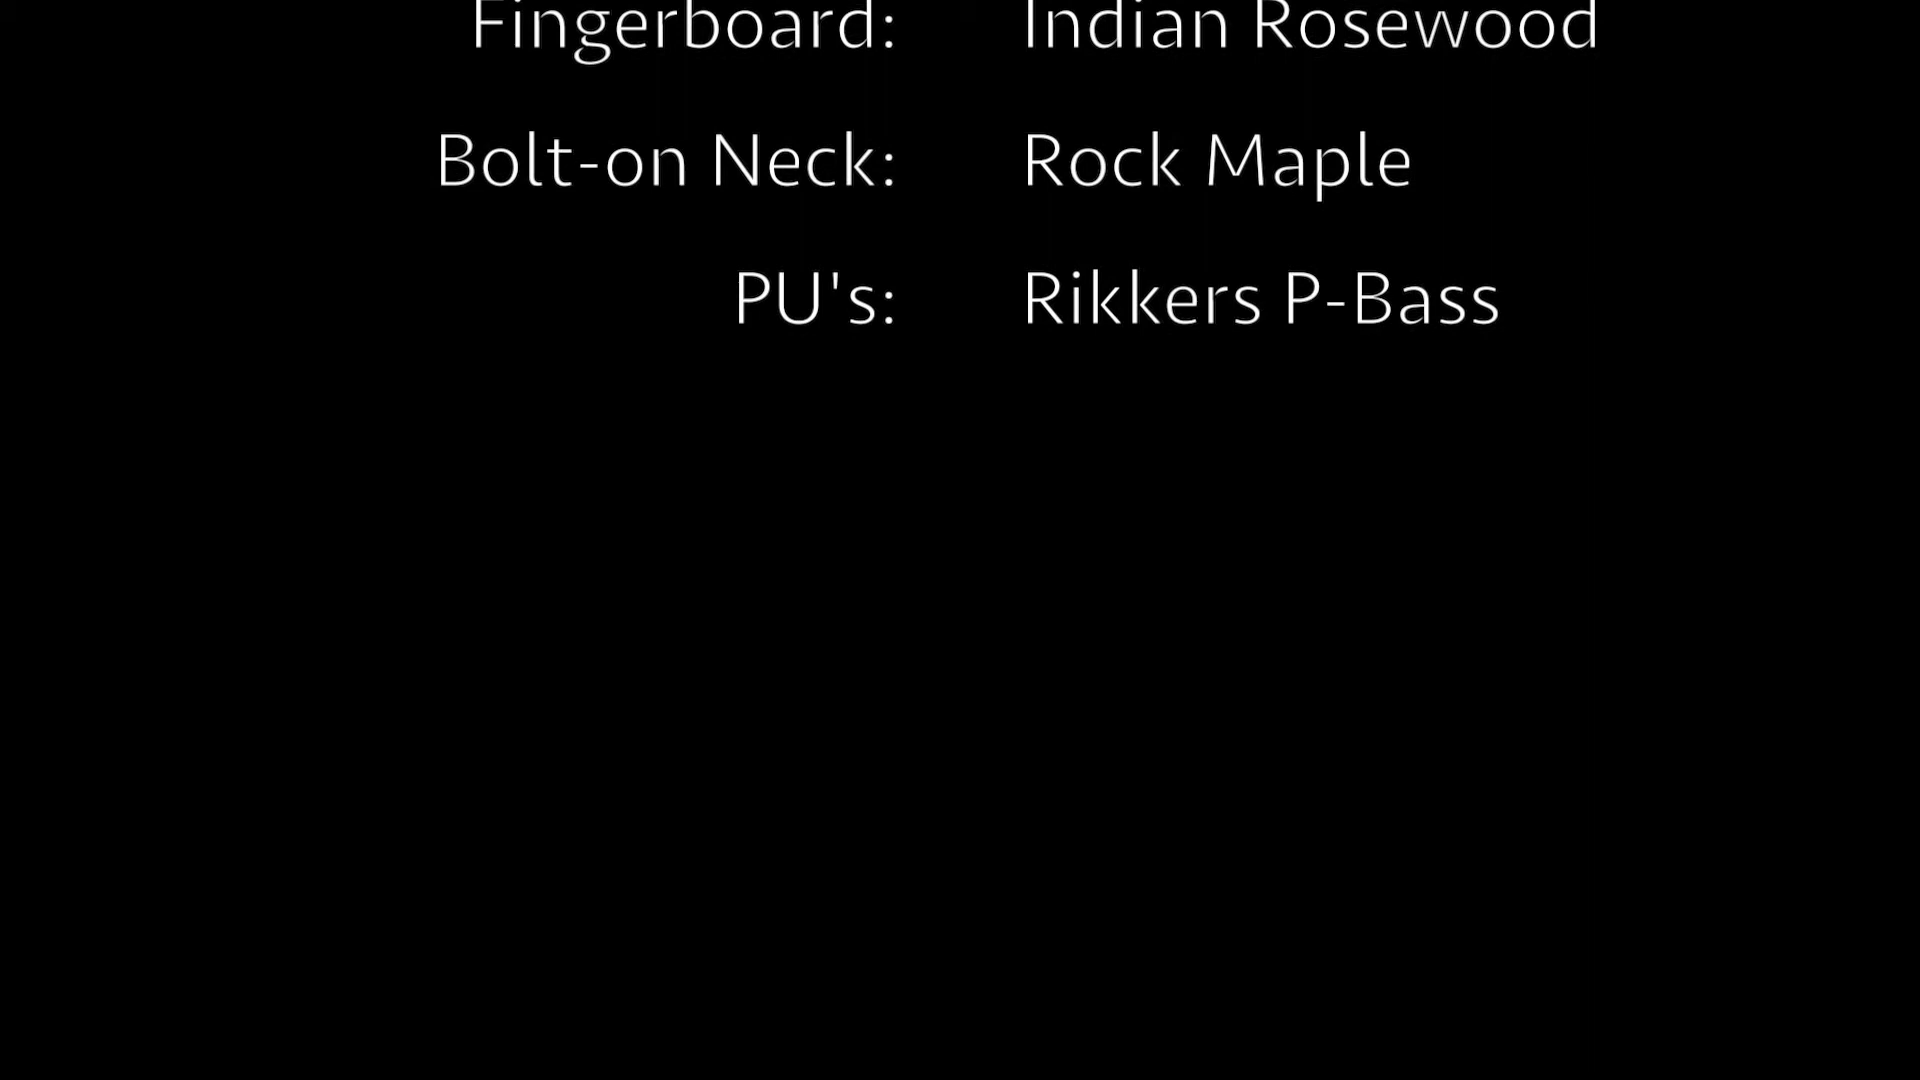 Fingerboard: Indian Rosewood
Bolt-on Neck: Rock Maple
PU's: Rikkers P-Bass